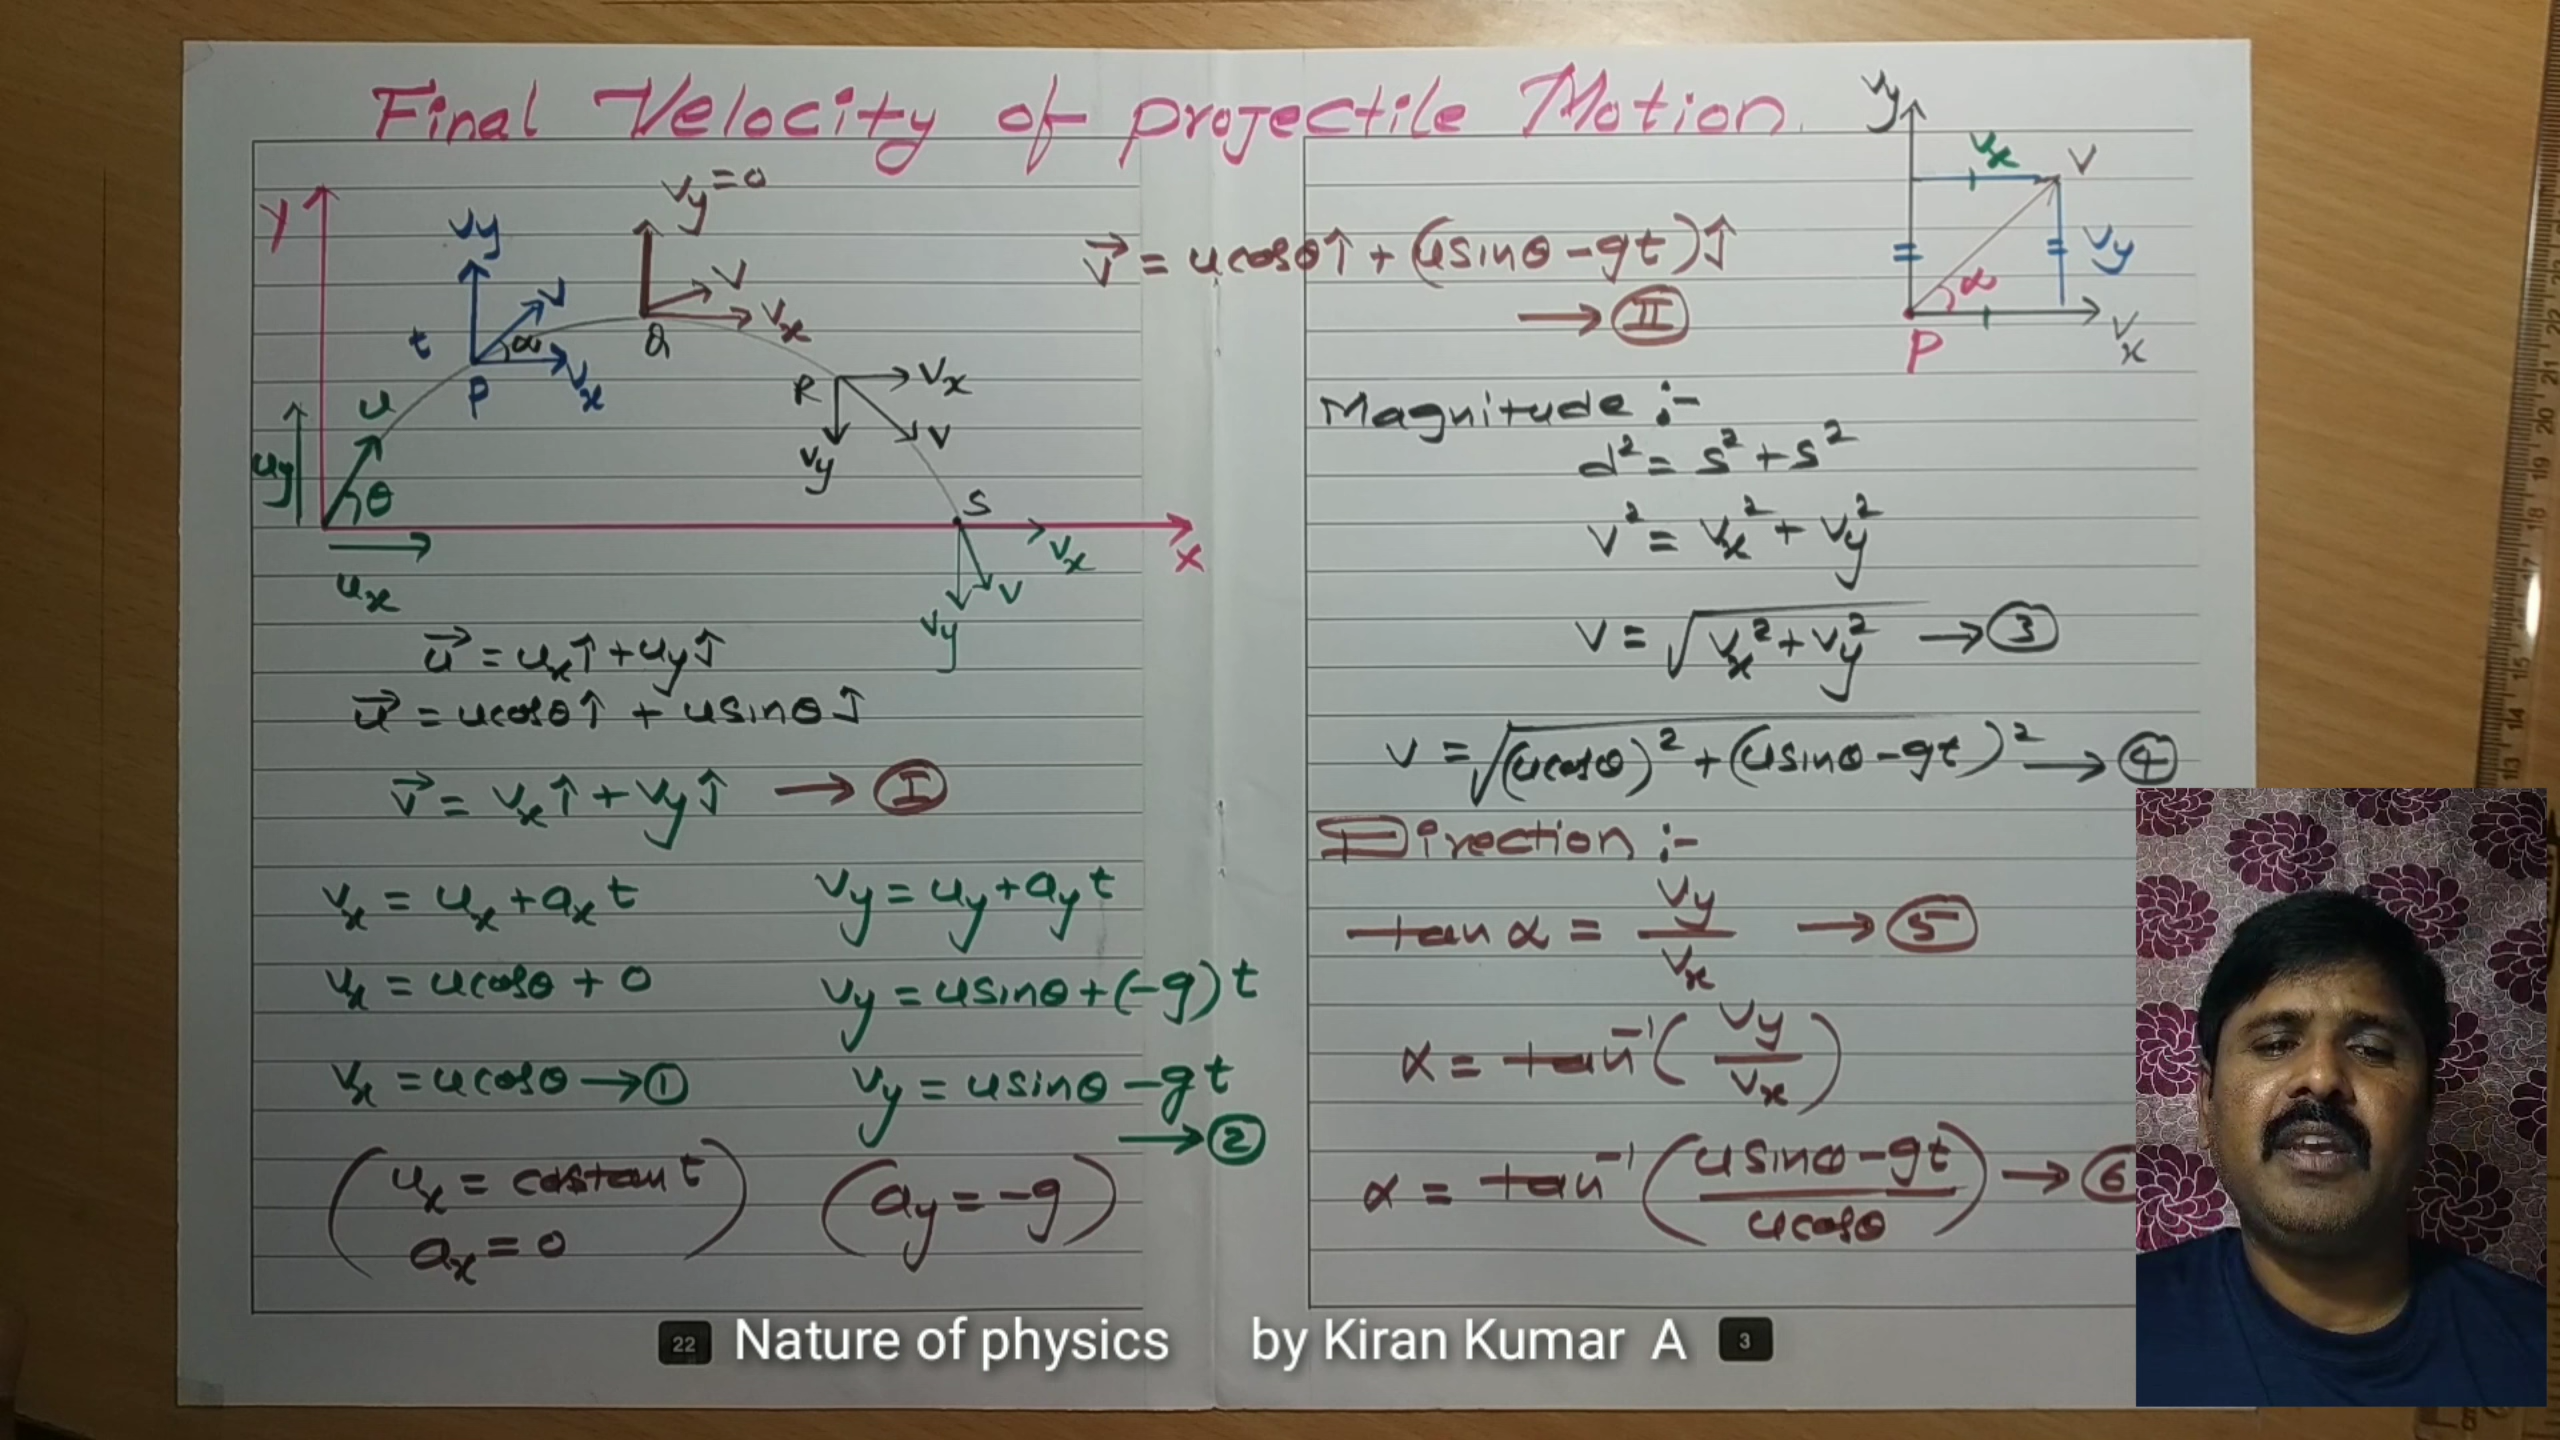 Final Velocity of projectile Motion.
y
Vy
V
t
α
P
Vx
Vy=0
V
Vx
Q
R
Vx
V
Vy
u
uy
θ
ux
S
Vx
V
Vy
x
u⃗ = ux î + uy ĵ
u⃗ = ucosθ î + usinθ ĵ
v⃗ = vx î + vy ĵ → I
vx = ux + ax t
vx = ucosθ + 0
vx = ucosθ → 1
(ux = costant
ax = 0)
vy = uy + ay t
vy = usinθ + (-g) t
vy = usinθ - gt
→ 2
(ay = -g)
Vy
Vx
V
Vy
α
P
Vx
v⃗ = ucosθ î + (usinθ - gt) ĵ
→ II
Magnitude :-
d² = s² + s²
v² = vx² + vy²
v = √(vx² + vy²) → 3
v = √((ucosθ)² + (usinθ - gt)²) → 4
Direction :-
tan α = vy/vx → 5
α = tan⁻¹(vy/vx)
α = tan⁻¹((usinθ - gt)/ucosθ) → 6
22 Nature of physics by Kiran Kumar A 3